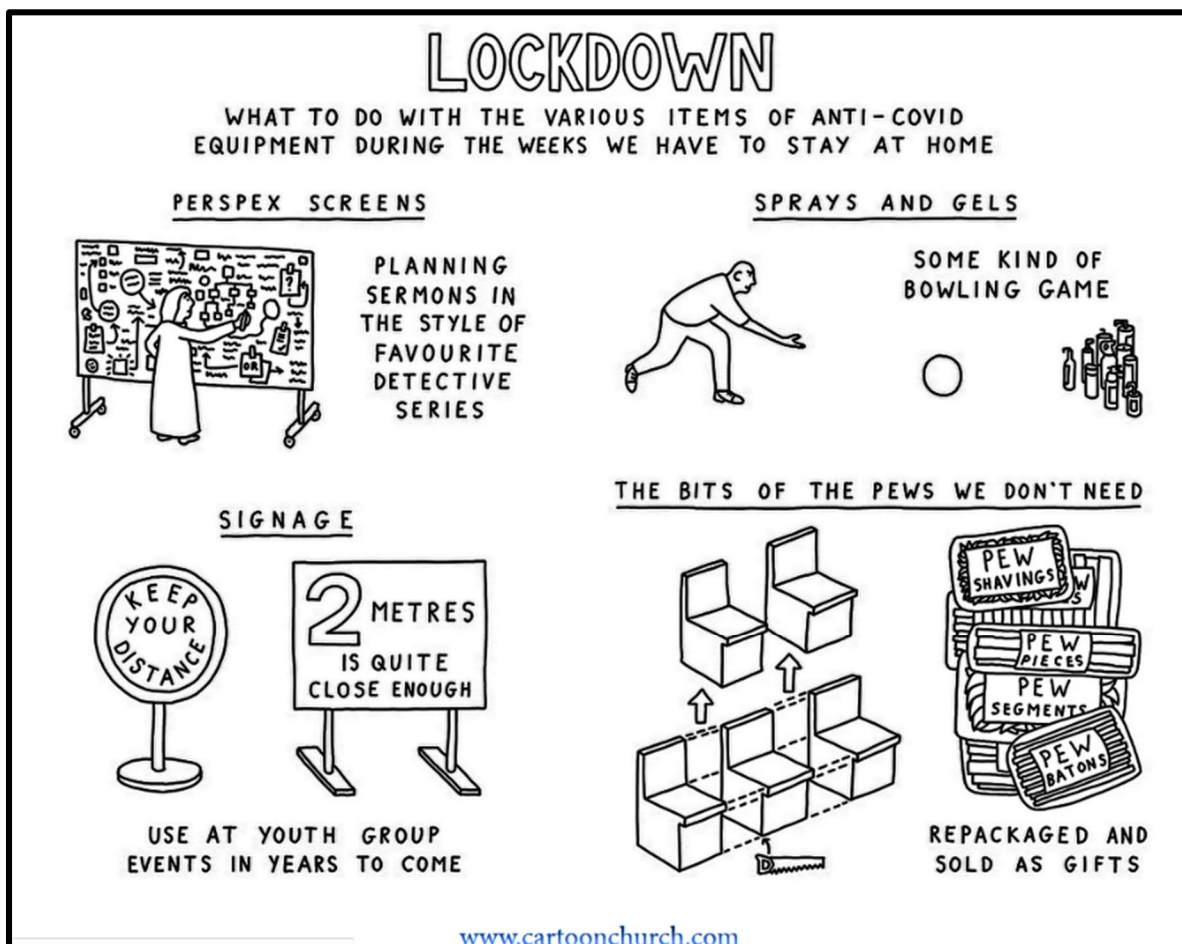 LOCKDOWN
WHAT TO DO WITH THE VARIOUS ITEMS OF ANTI-COVID
EQUIPMENT DURING THE WEEKS WE HAVE TO STAY AT HOME
PERSPEX SCREENS
?
OR
PLANNING
SERMONS IN
THE STYLE OF
FAVOURITE
DETECTIVE
SERIES
SPRAYS AND GELS
SOME KIND OF
BOWLING GAME
SIGNAGE
KEEP
YOUR
DISTANCE
2 METRES
IS QUITE
CLOSE ENOUGH
USE AT YOUTH GROUP
EVENTS IN YEARS TO COME
THE BITS OF THE PEWS WE DON'T NEED
PEW
SHAVINGS
PEW
PIECES
PEW
SEGMENTS
PEW
BATONS
REPACKAGED AND
SOLD AS GIFTS
www.cartoonchurch.com